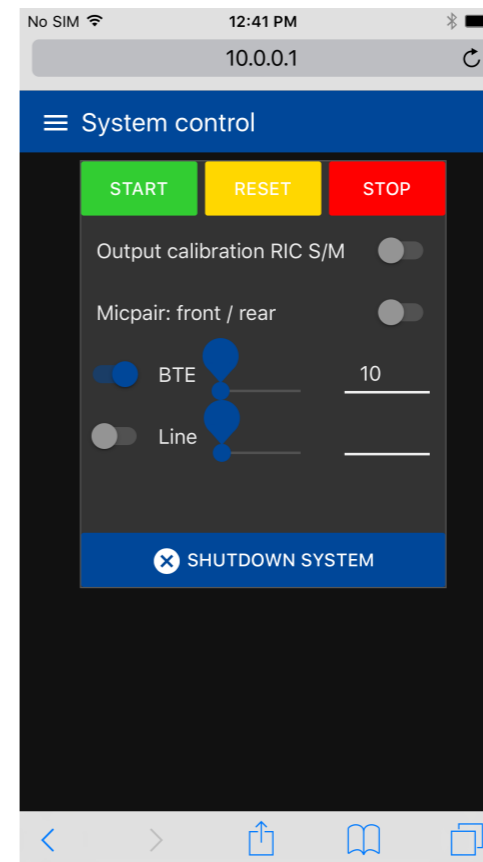 No SIM 12:41 PM
10.0.0.1
System control
START RESET STOP
Output calibration RIC S/M
Micpair: front / rear
BTE 10
Line
SHUTDOWN SYSTEM